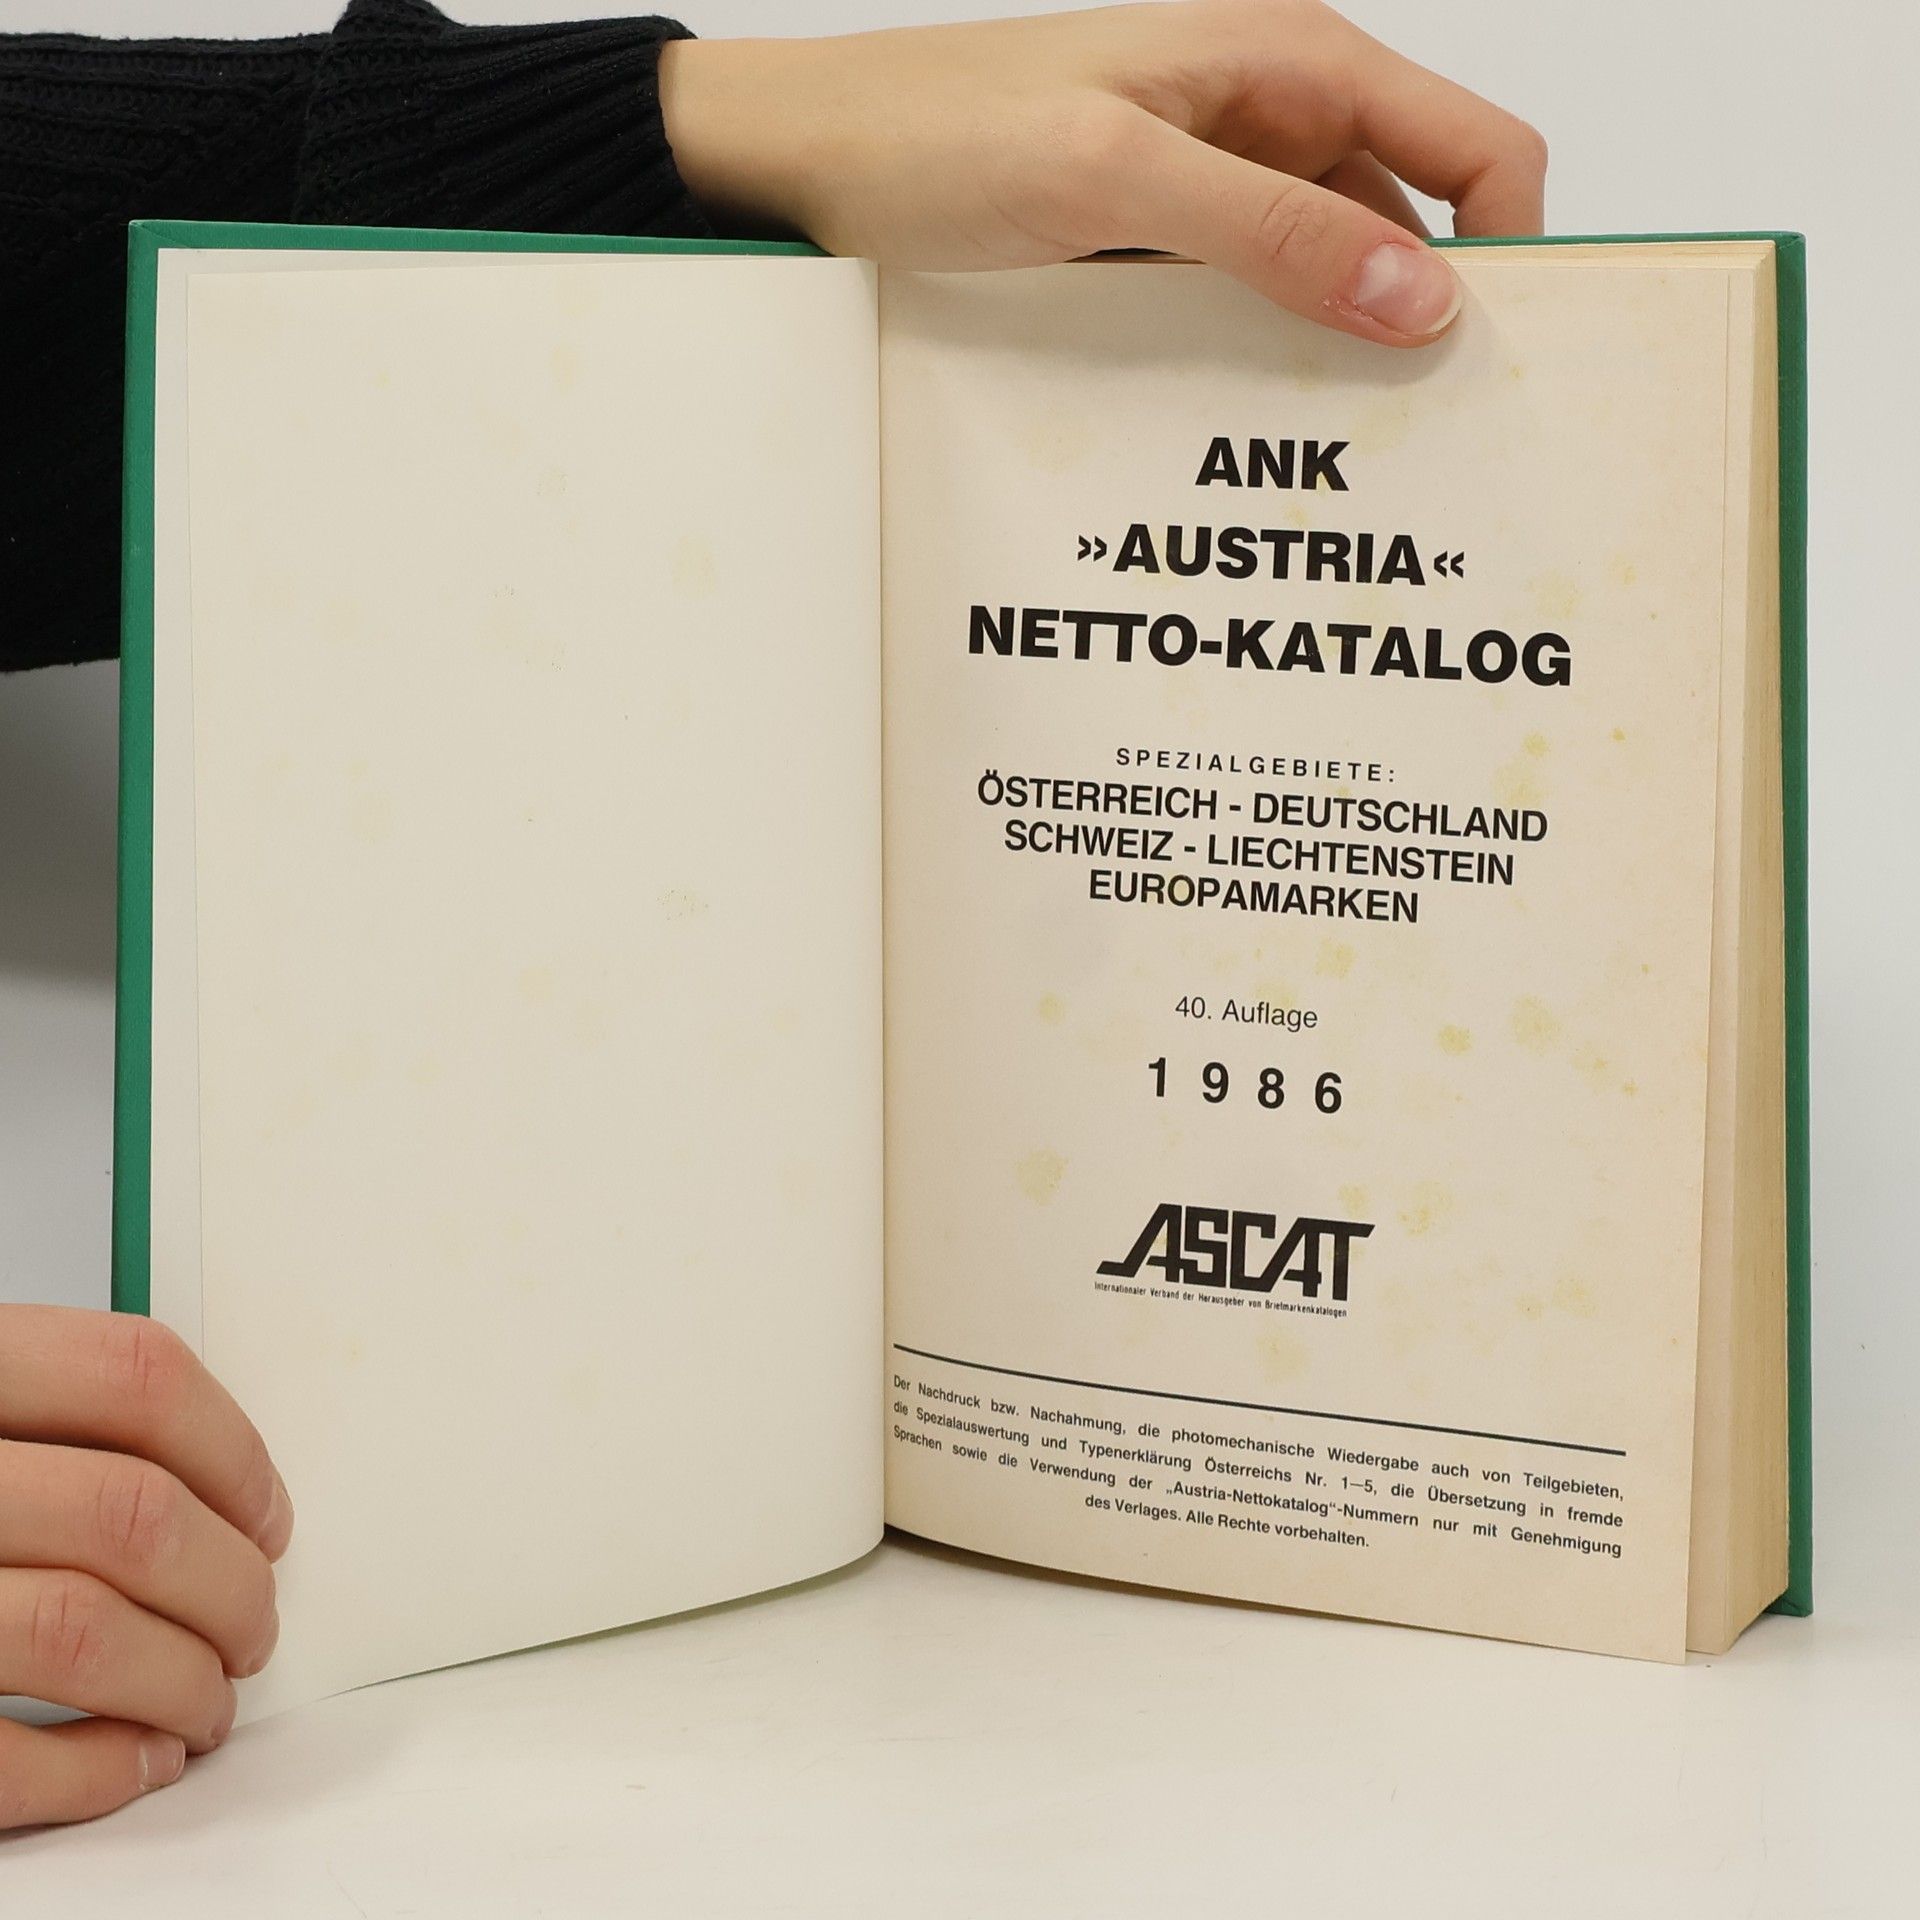 ANK
»AUSTRIA«
NETTO-KATALOG
SPEZIALGEBIETE:
ÖSTERREICH - DEUTSCHLAND
SCHWEIZ - LIECHTENSTEIN
EUROPAMARKEN
40. Auflage
1986
ASCAT
Internationaler Verband der Herausgeber von Briefmarkenkatalogen
Der Nachdruck bzw. Nachahmung, die photomechanische Wiedergabe auch von Teilgebieten,
die Spezialauswertung und Typenerklärung Österreichs Nr. 1—5, die Übersetzung in fremde
Sprachen sowie die Verwendung der „Austria-Nettokatalog“-Nummern nur mit Genehmigung
des Verlages. Alle Rechte vorbehalten.